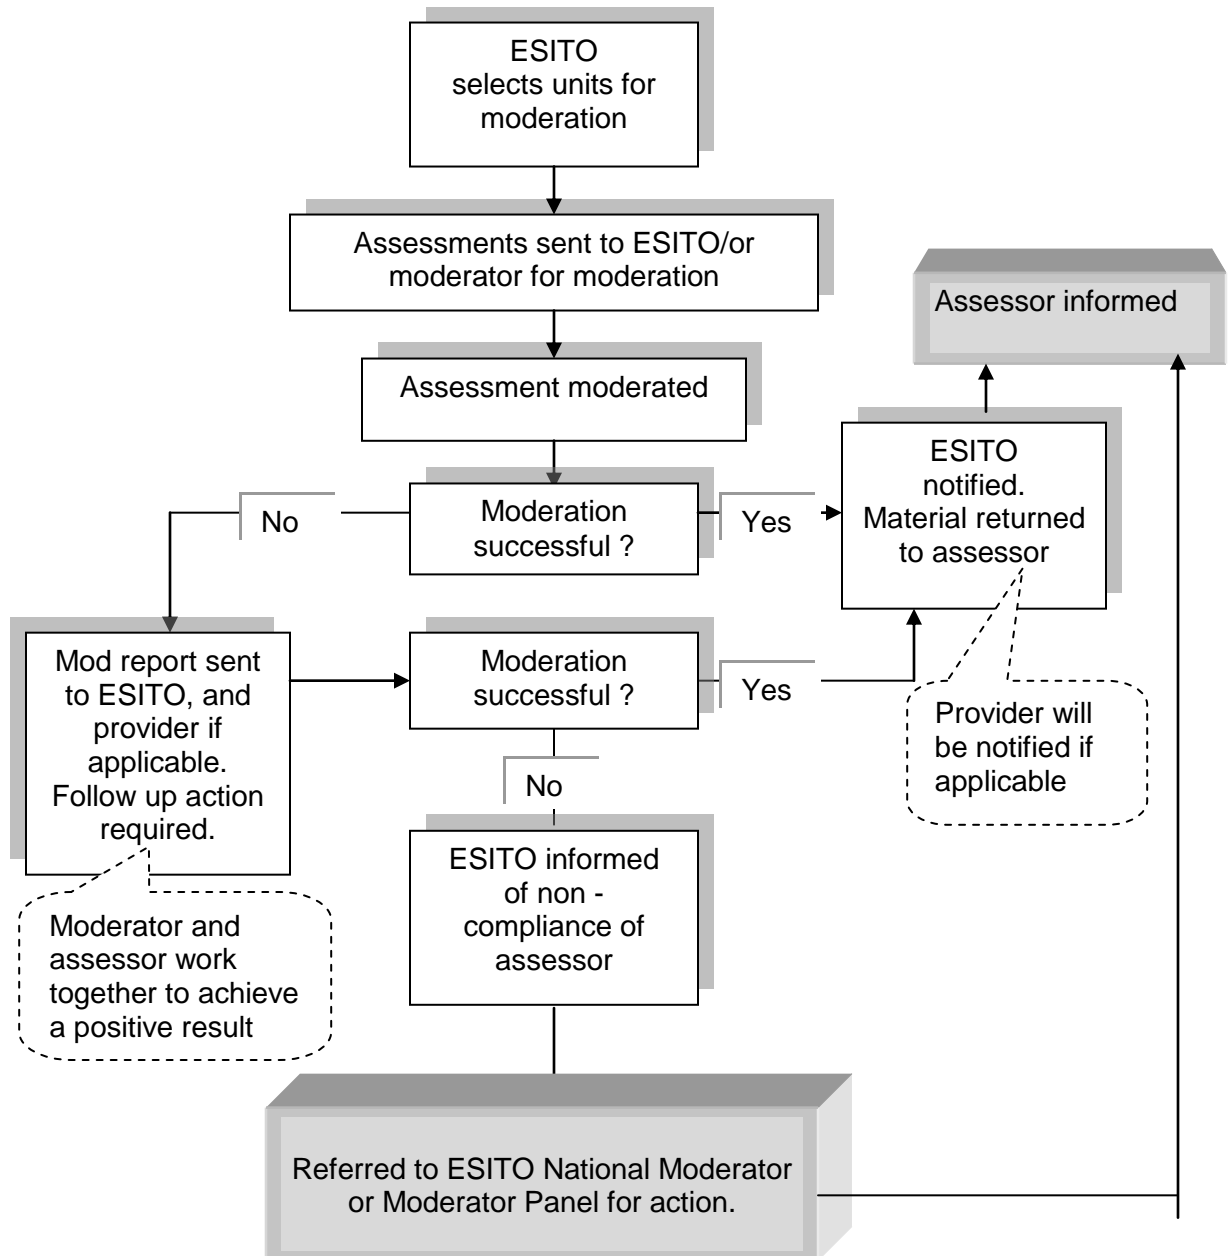 ESITO
selects units for
moderation
Assessments sent to ESITO/or
moderator for moderation
Assessor informed
Assessment moderated
ESITO
notified.
Material returned
to assessor
No
Moderation
successful ?
Yes
Mod report sent
to ESITO, and
provider if
applicable.
Follow up action
required.
Moderation
successful ?
Yes
Provider will
be notified if
applicable
No
Moderator and
assessor work
together to achieve
a positive result
ESITO informed
of non -
compliance of
assessor
Referred to ESITO National Moderator
or Moderator Panel for action.